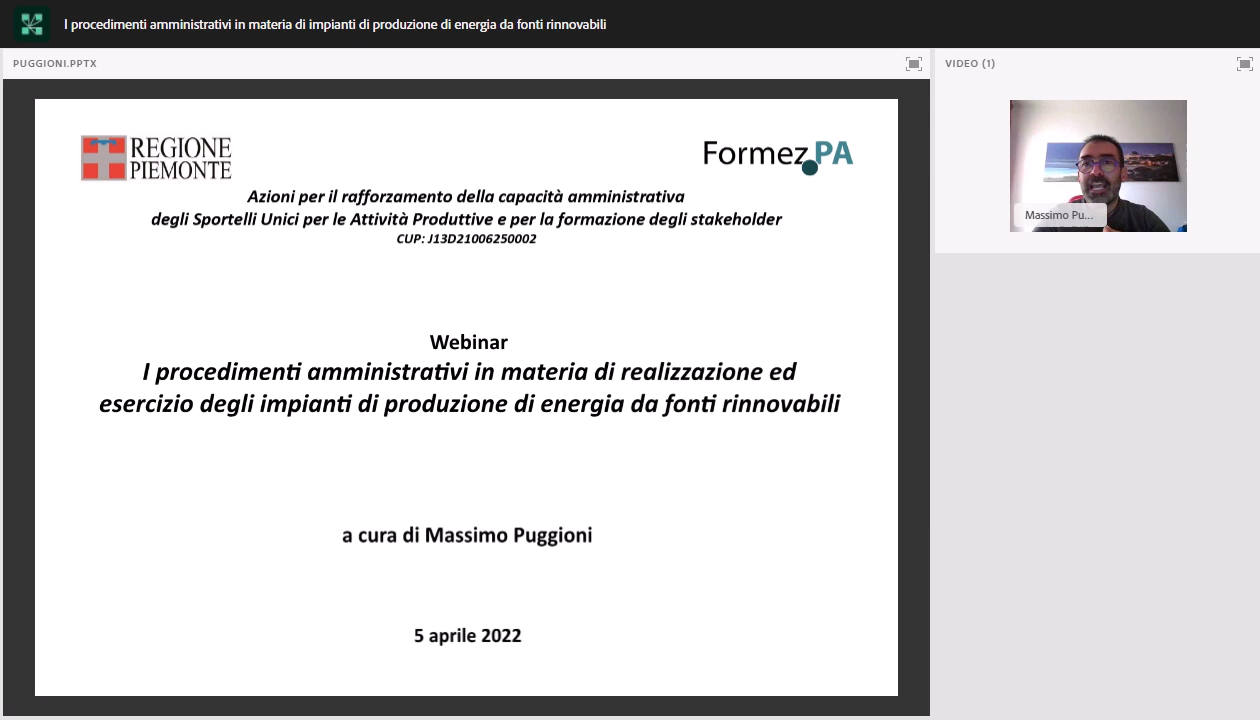 I procedimenti amministrativi in materia di impianti di produzione di energia da fonti rinnovabili
PUGGIONI.PPTX
VIDEO (1)
REGIONE
PIEMONTE
Formez PA
Azioni per il rafforzamento della capacità amministrativa
degli Sportelli Unici per le Attività Produttive e per la formazione degli stakeholder
CUP: J13D21006250002
Webinar
I procedimenti amministrativi in materia di realizzazione ed
esercizio degli impianti di produzione di energia da fonti rinnovabili
a cura di Massimo Puggioni
5 aprile 2022
Massimo Pu...